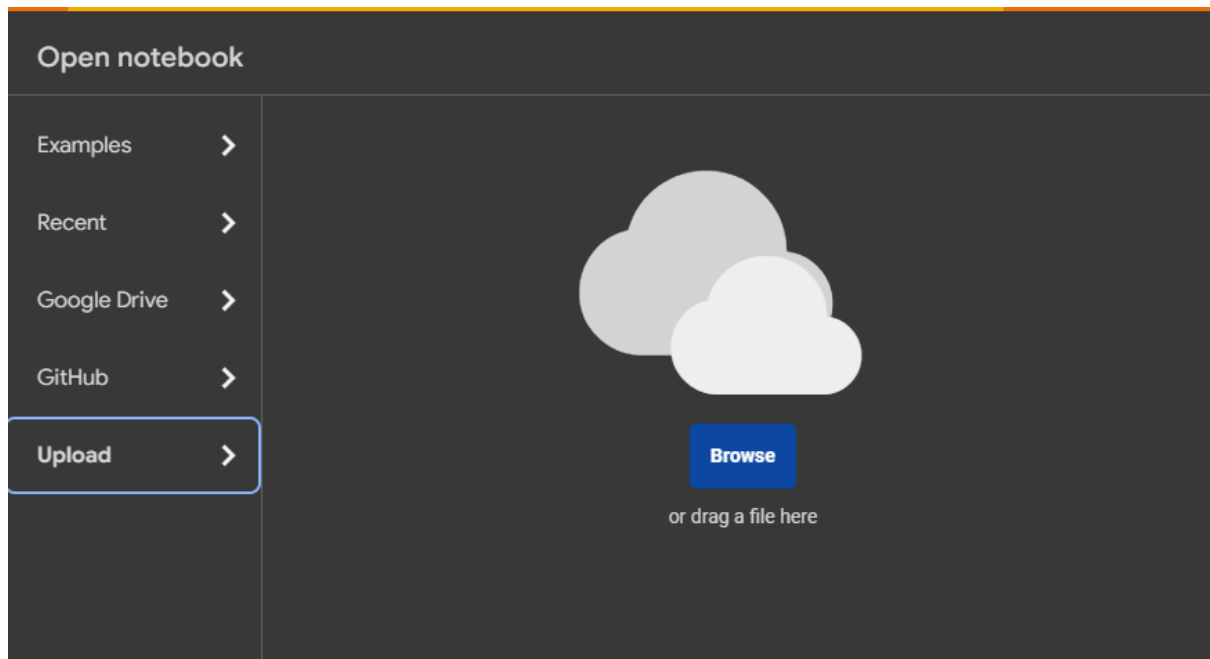 Open notebook
Examples
Recent
Google Drive
GitHub
Upload
Browse
or drag a file here